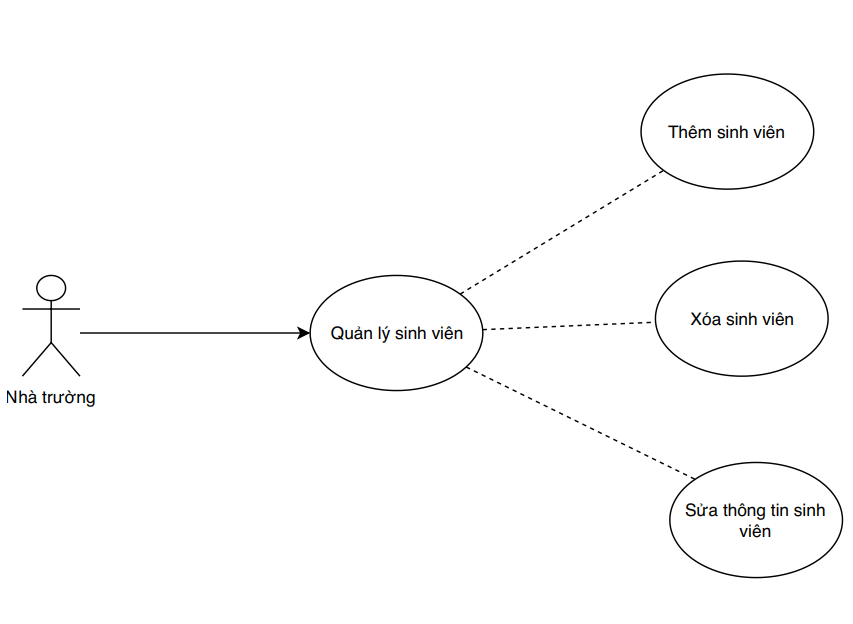 Thêm sinh viên
Xóa sinh viên
Quản lý sinh viên
Nhà trường
Sửa thông tin sinh
viên